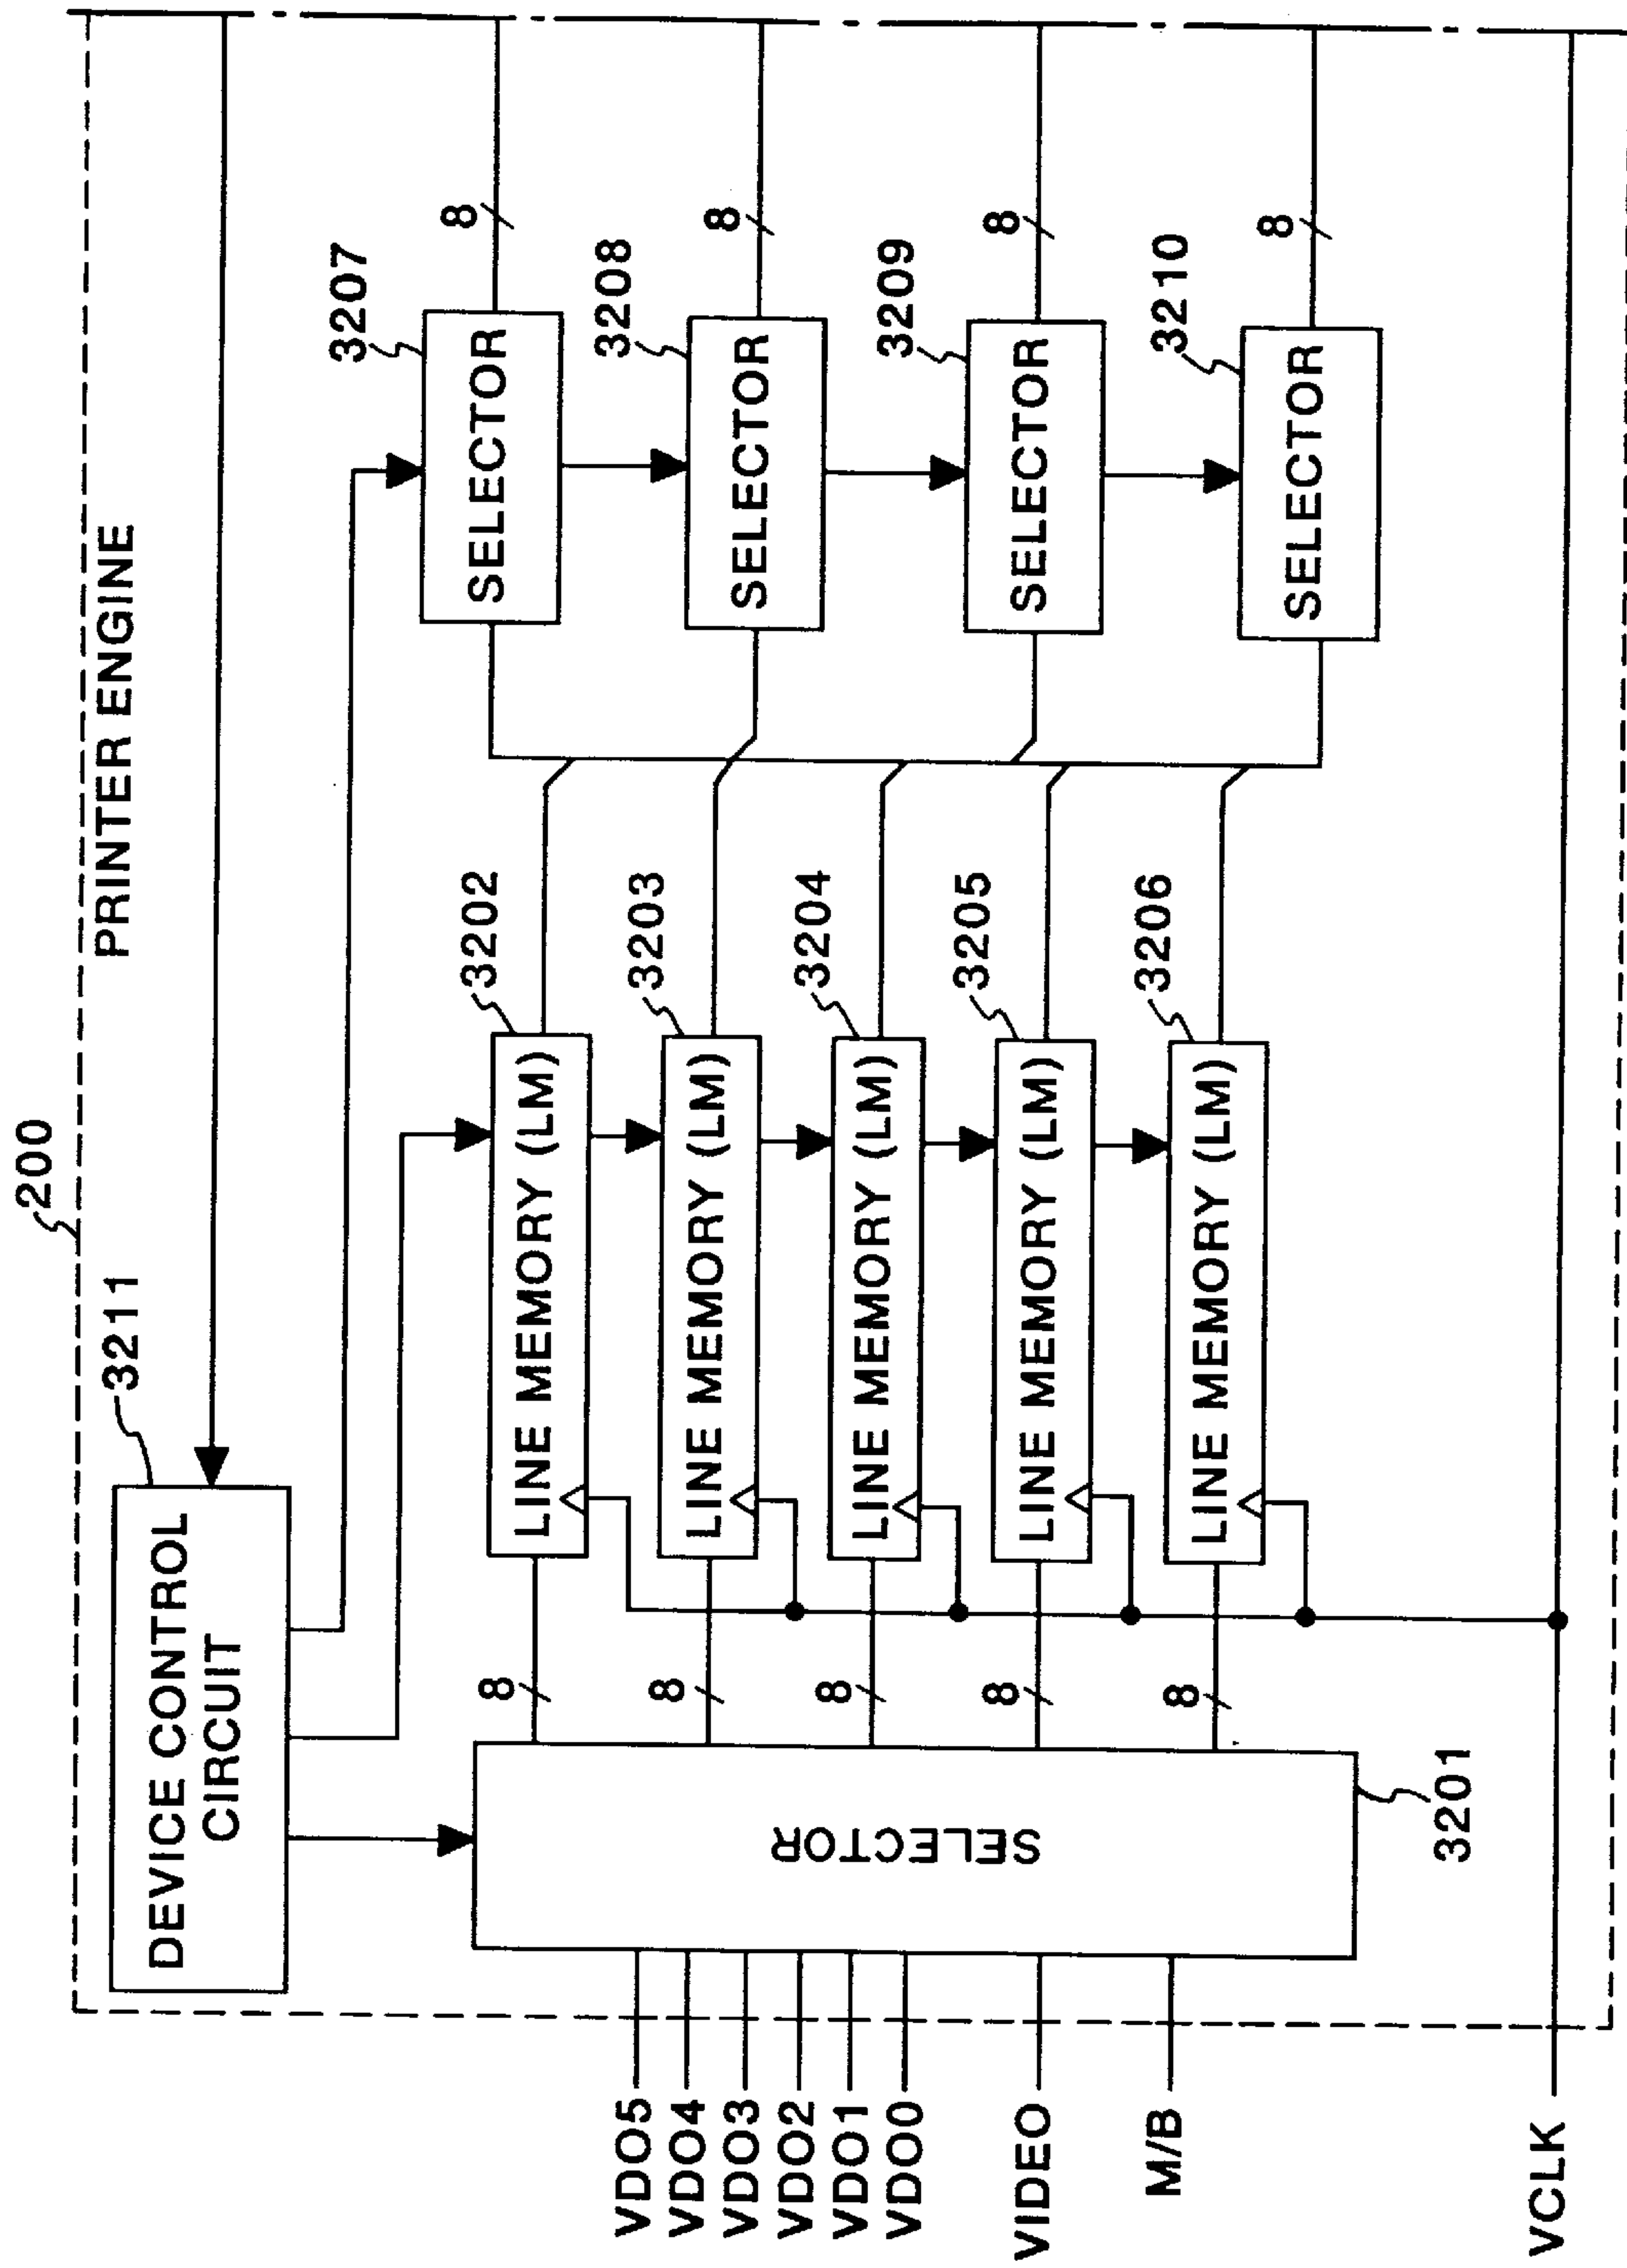 200
PRINTER ENGINE
3211
DEVICE CONTROL
CIRCUIT
3207
SELECTOR
8
3208
SELECTOR
8
3209
SELECTOR
8
3210
SELECTOR
8
3202
LINE MEMORY (LM)
8
3203
LINE MEMORY (LM)
8
3204
LINE MEMORY (LM)
8
3205
LINE MEMORY (LM)
8
3206
LINE MEMORY (LM)
8
SELECTOR
3201
VDO5
VDO4
VDO3
VDO2
VDO1
VDO0
VIDEO
M/B
VCLK